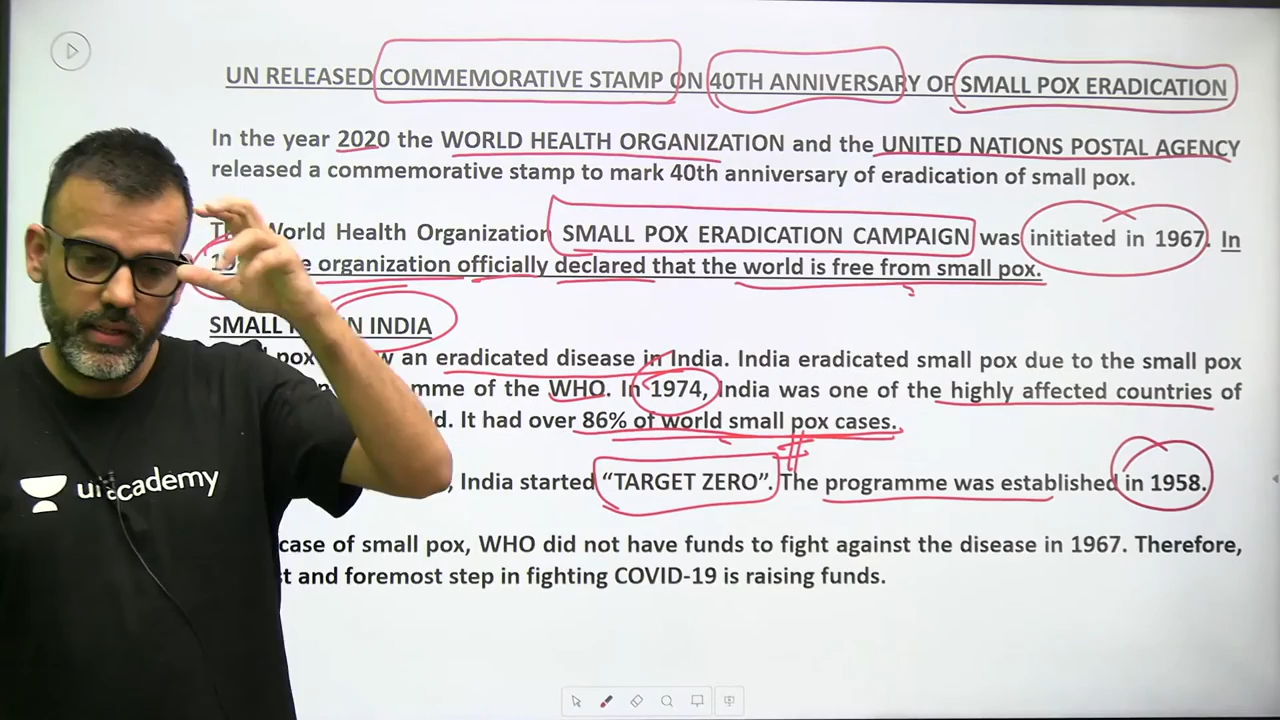 UN RELEASED COMMEMORATIVE STAMP ON 40TH ANNIVERSARY OF SMALL POX ERADICATION
In the year 2020 the WORLD HEALTH ORGANIZATION and the UNITED NATIONS POSTAL AGENCY
released a commemorative stamp to mark 40th anniversary of eradication of small pox.
World Health Organization SMALL POX ERADICATION CAMPAIGN was initiated in 1967. In
organization officially declared that the world is free from small pox.
SMALL IN INDIA
pox an eradicated disease in India. India eradicated small pox due to the small pox
of the WHO. In 1974, India was one of the highly affected countries of
It had over 86% of world small pox cases.
India started “TARGET ZERO”. The programme was established in 1958.
case of small pox, WHO did not have funds to fight against the disease in 1967. Therefore,
and foremost step in fighting COVID-19 is raising funds.
unacademy